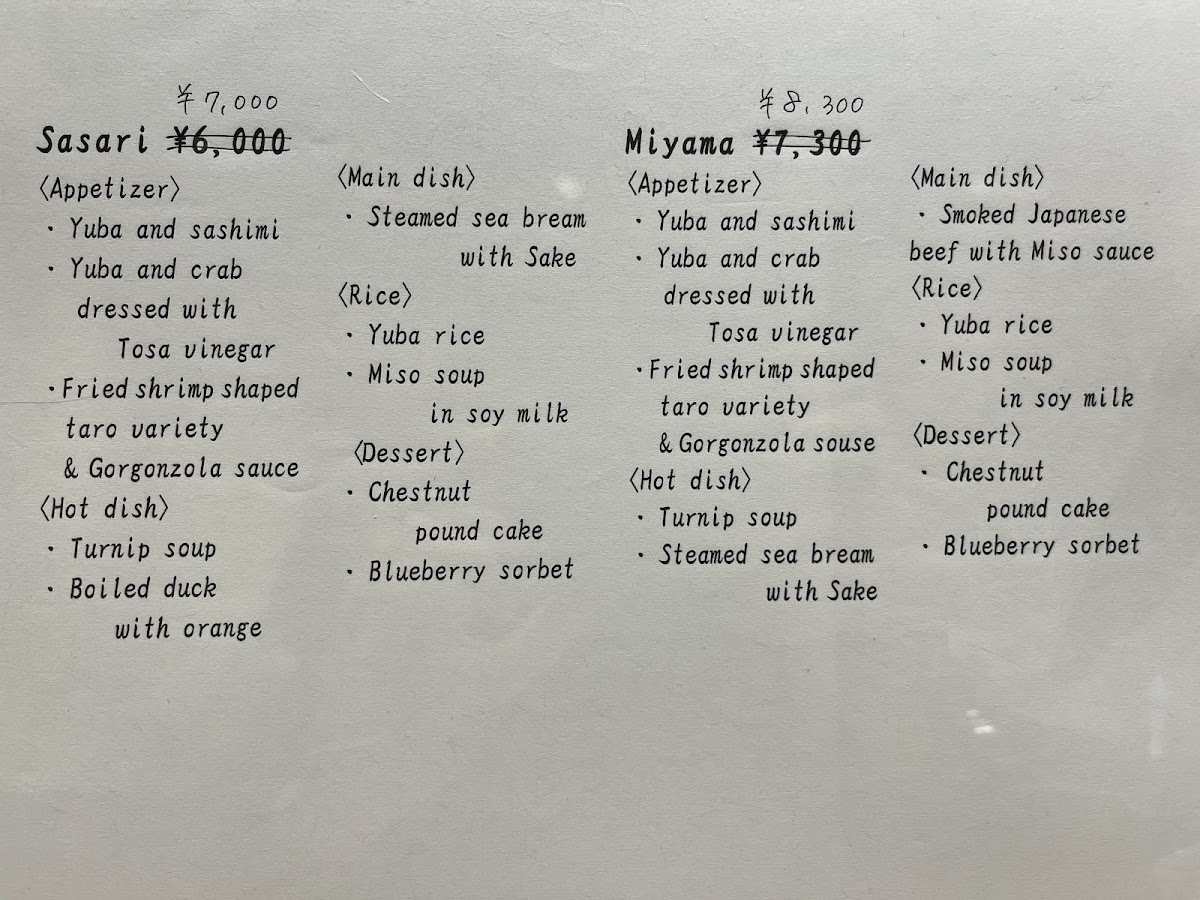 ¥7,000
Sasari ¥6,000
〈Appetizer〉
・Yuba and sashimi
・Yuba and crab
dressed with
Tosa vinegar
・Fried shrimp shaped
taro variety
& Gorgonzola sauce
〈Hot dish〉
・Turnip soup
・Boiled duck
with orange
〈Main dish〉
・Steamed sea bream
with Sake
〈Rice〉
・Yuba rice
・Miso soup
in soy milk
〈Dessert〉
・Chestnut
pound cake
・Blueberry sorbet
¥8,300
Miyama ¥7,300
〈Appetizer〉
・Yuba and sashimi
・Yuba and crab
dressed with
Tosa vinegar
・Fried shrimp shaped
taro variety
& Gorgonzola souse
〈Hot dish〉
・Turnip soup
・Steamed sea bream
with Sake
〈Main dish〉
・Smoked Japanese
beef with Miso sauce
〈Rice〉
・Yuba rice
・Miso soup
in soy milk
〈Dessert〉
・Chestnut
pound cake
・Blueberry sorbet